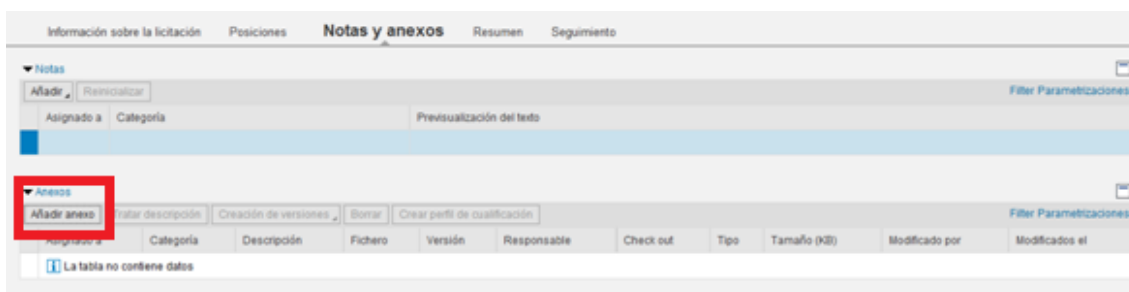 Información sobre la licitación Posiciones Notas y anexos Resumen Seguimiento
Notas
Añadir Reinicializar Filter Parametrizaciones
Asignado a Categoría Previsualización del texto
Anexos
Añadir anexo Tratar descripción Creación de versiones Borrar Crear perfil de cualificación Filter Parametrizaciones
Asignado a Categoría Descripción Fichero Versión Responsable Check out Tipo Tamaño (KB) Modificado por Modificados el
La tabla no contiene datos